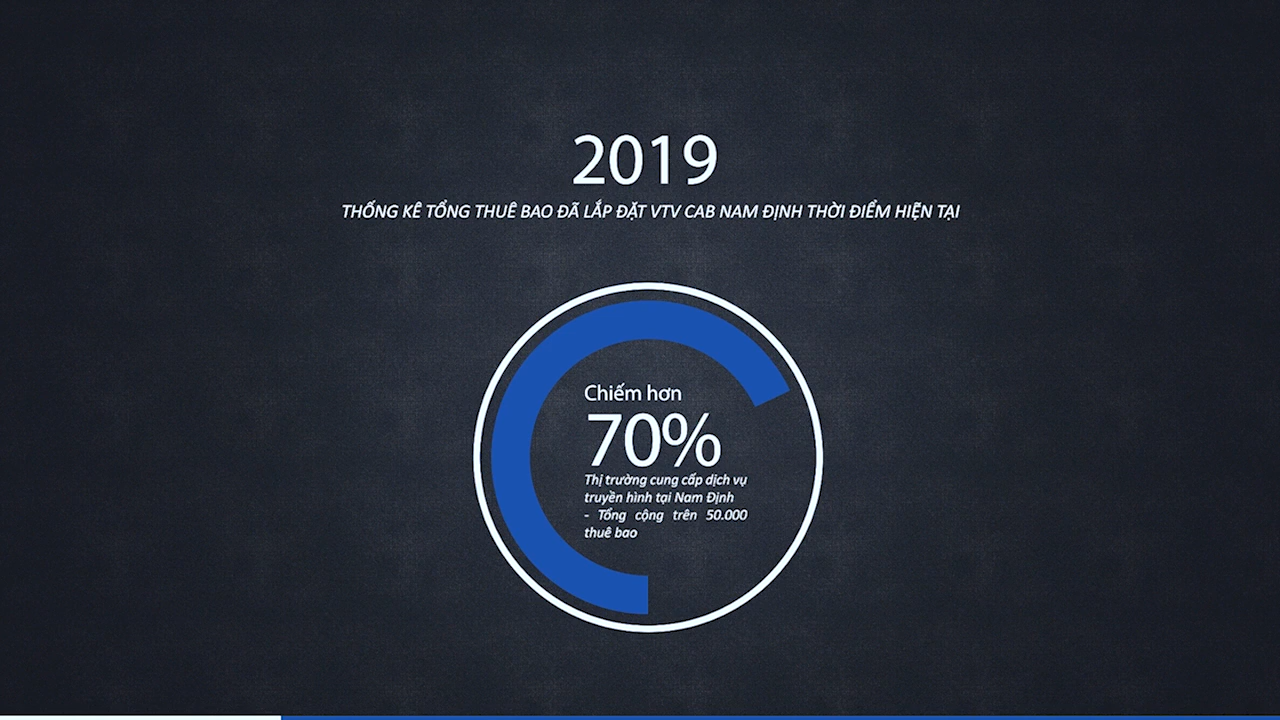 2019
THỐNG KÊ TỔNG THUÊ BAO ĐÃ LẮP ĐẶT VTV CAB NAM ĐỊNH THỜI ĐIỂM HIỆN TẠI
Chiếm hơn
70%
Thị trường cung cấp dịch vụ
truyền hình tại Nam Định
- Tổng cộng trên 50.000
thuê bao